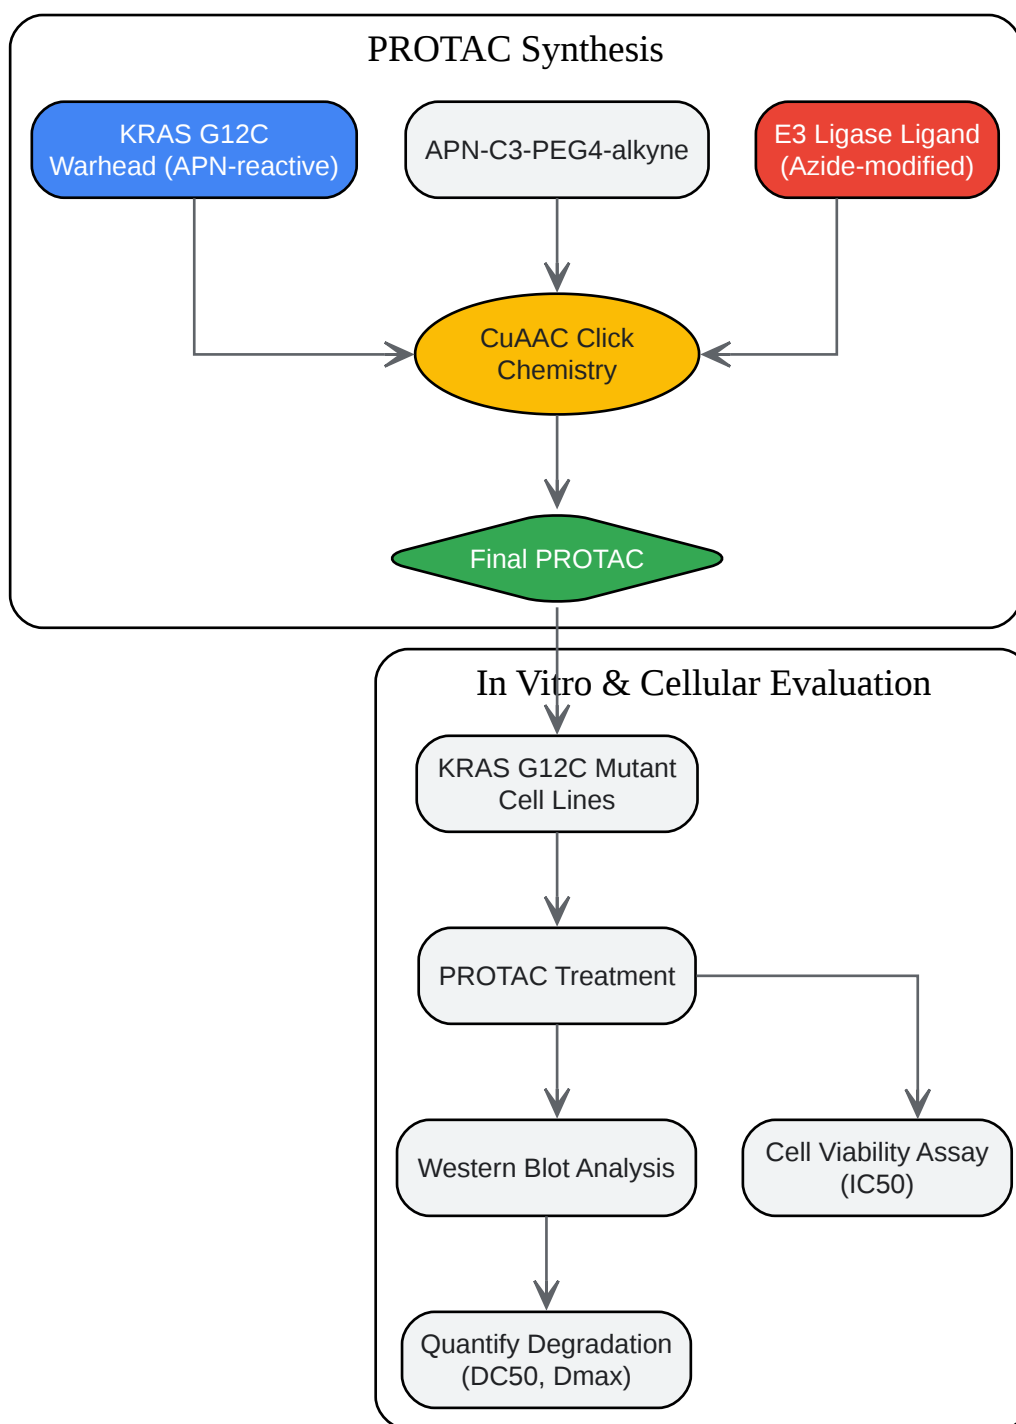 PROTAC Synthesis
KRAS G12C
Warhead (APN-reactive)
APN-C3-PEG4-alkyne
E3 Ligase Ligand
(Azide-modified)
CuAAC Click
Chemistry
Final PROTAC
In Vitro & Cellular Evaluation
KRAS G12C Mutant
Cell Lines
PROTAC Treatment
Western Blot Analysis
Cell Viability Assay
(IC50)
Quantify Degradation
(DC50, Dmax)